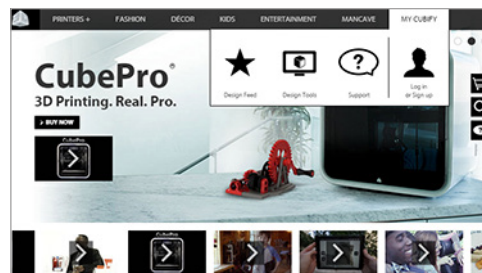 PRINTERS + FASHION DÉCOR KIDS ENTERTAINMENT MANCAVE MY CUBIFY
Design Feed Design Tools Support Log in
or Sign up
CubePro®
3D Printing. Real. Pro.
› BUY NOW
CubePro
CubePro